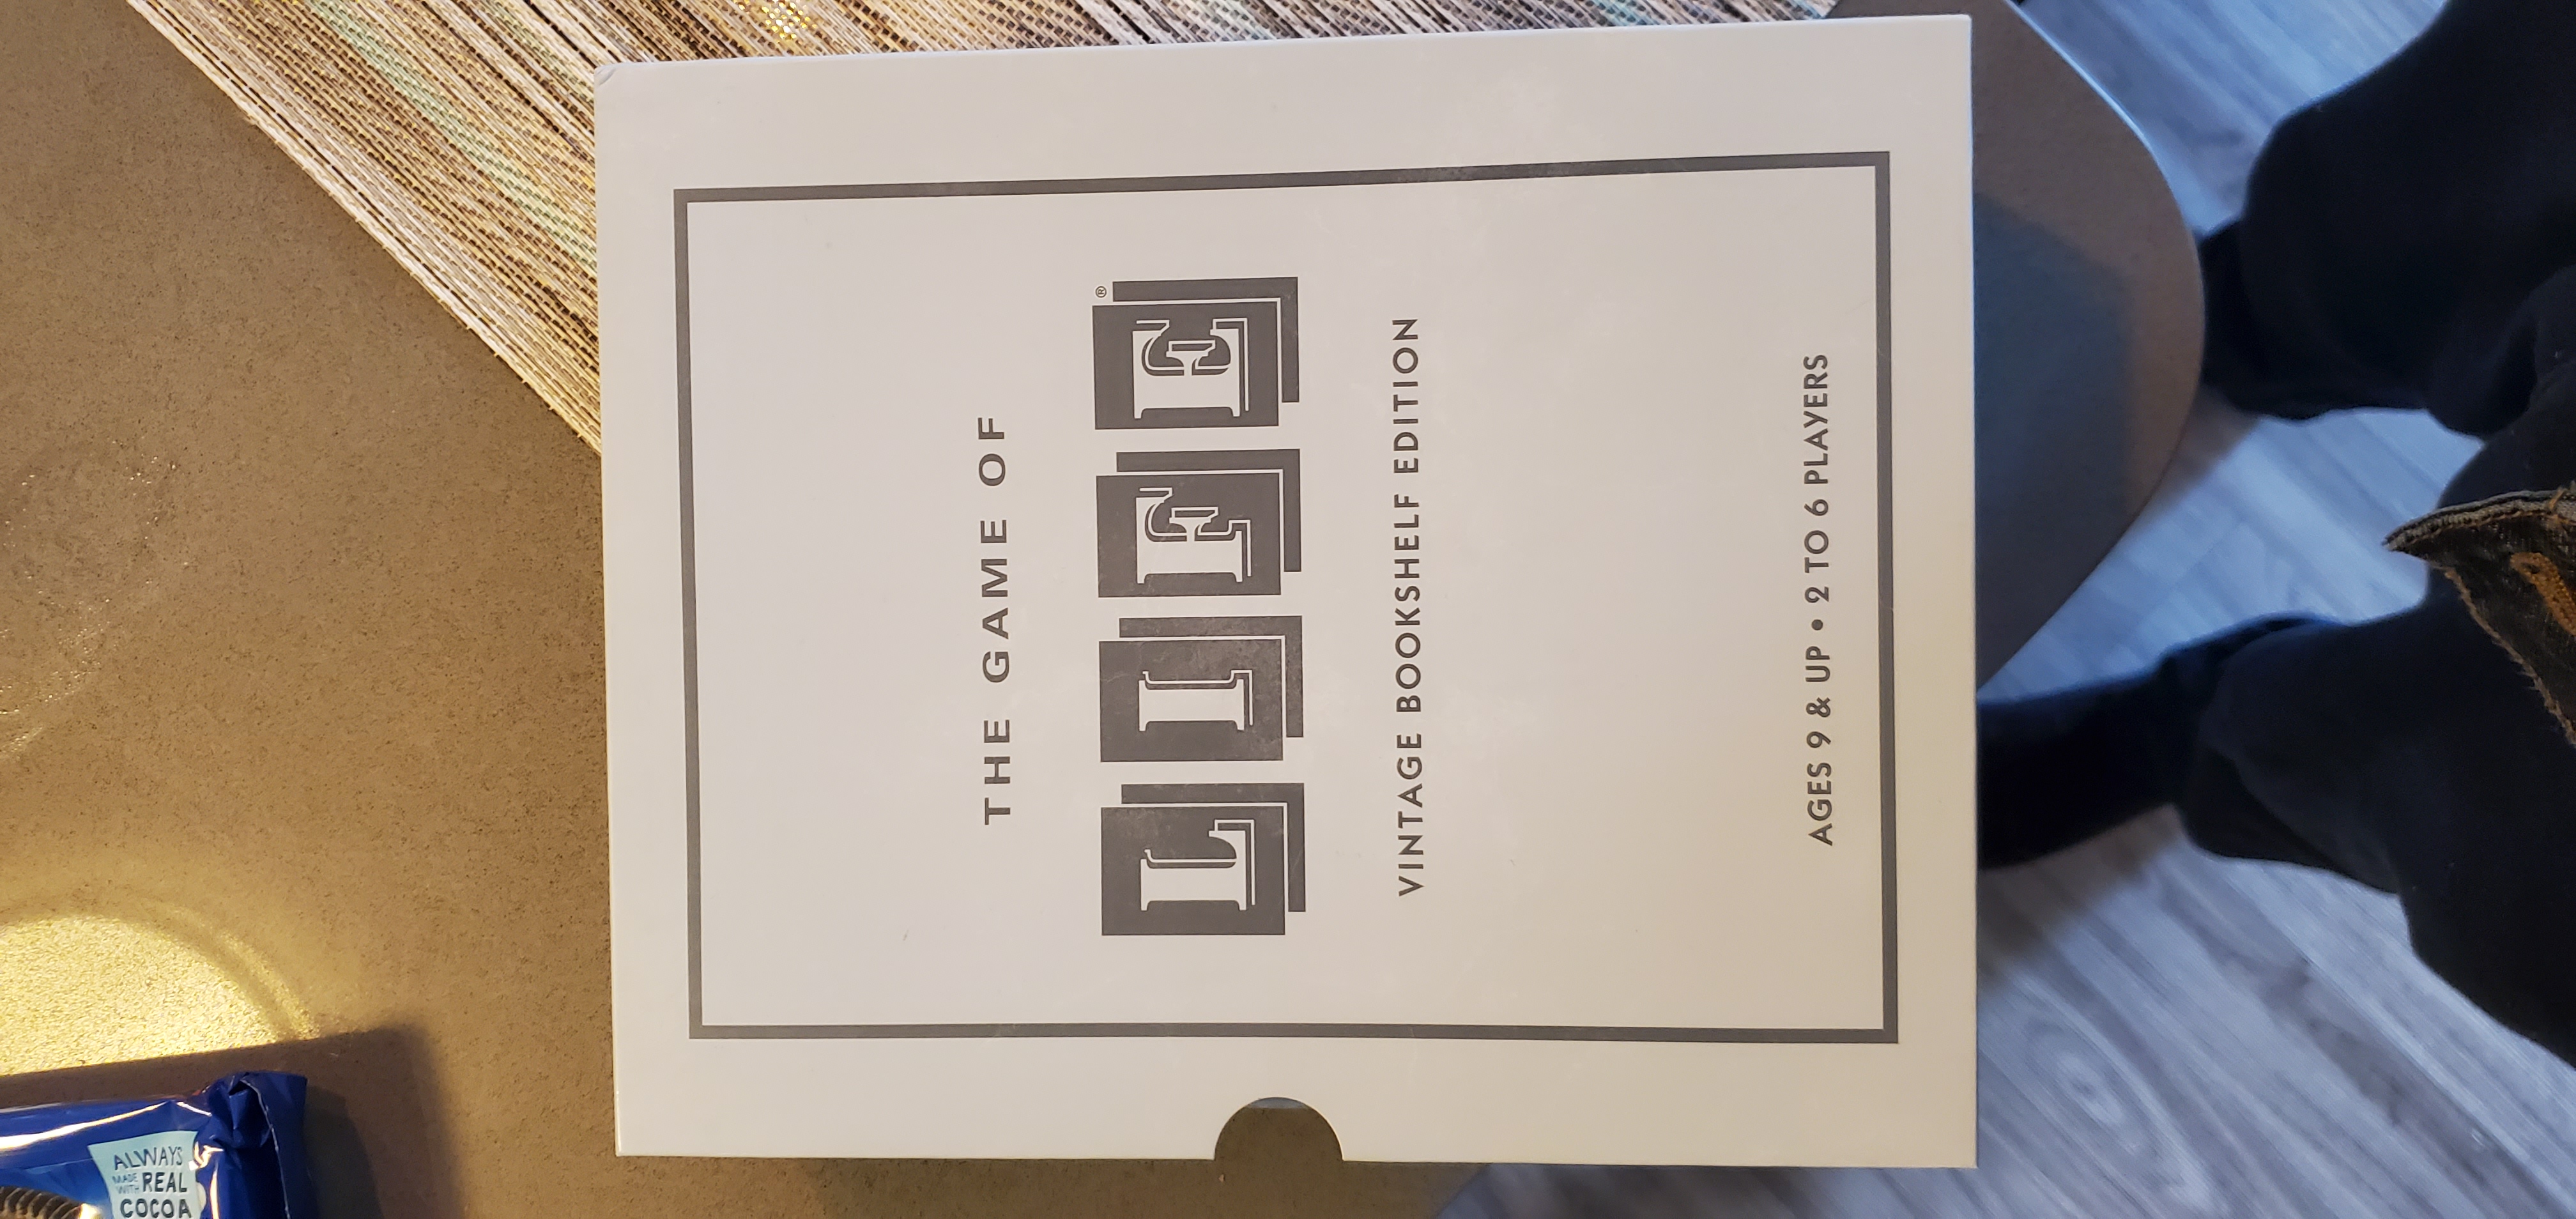 ALWAYS
MADE WITH REAL
COCOA
THE GAME OF
LIFE®
VINTAGE BOOKSHELF EDITION
AGES 9 & UP • 2 TO 6 PLAYERS